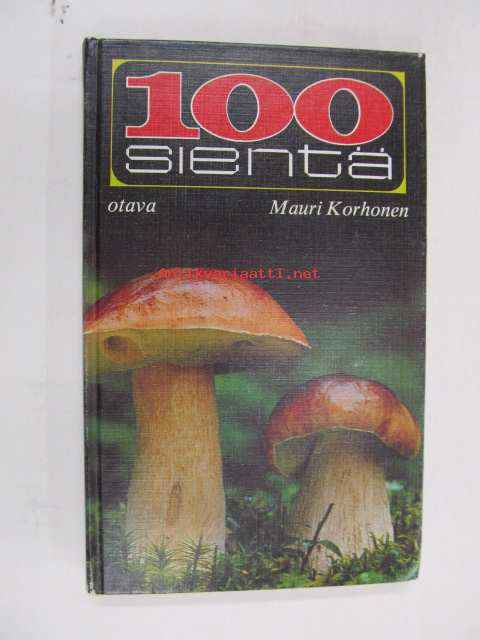 100
sientä
otava Mauri Korhonen
Antikvariaatti.net